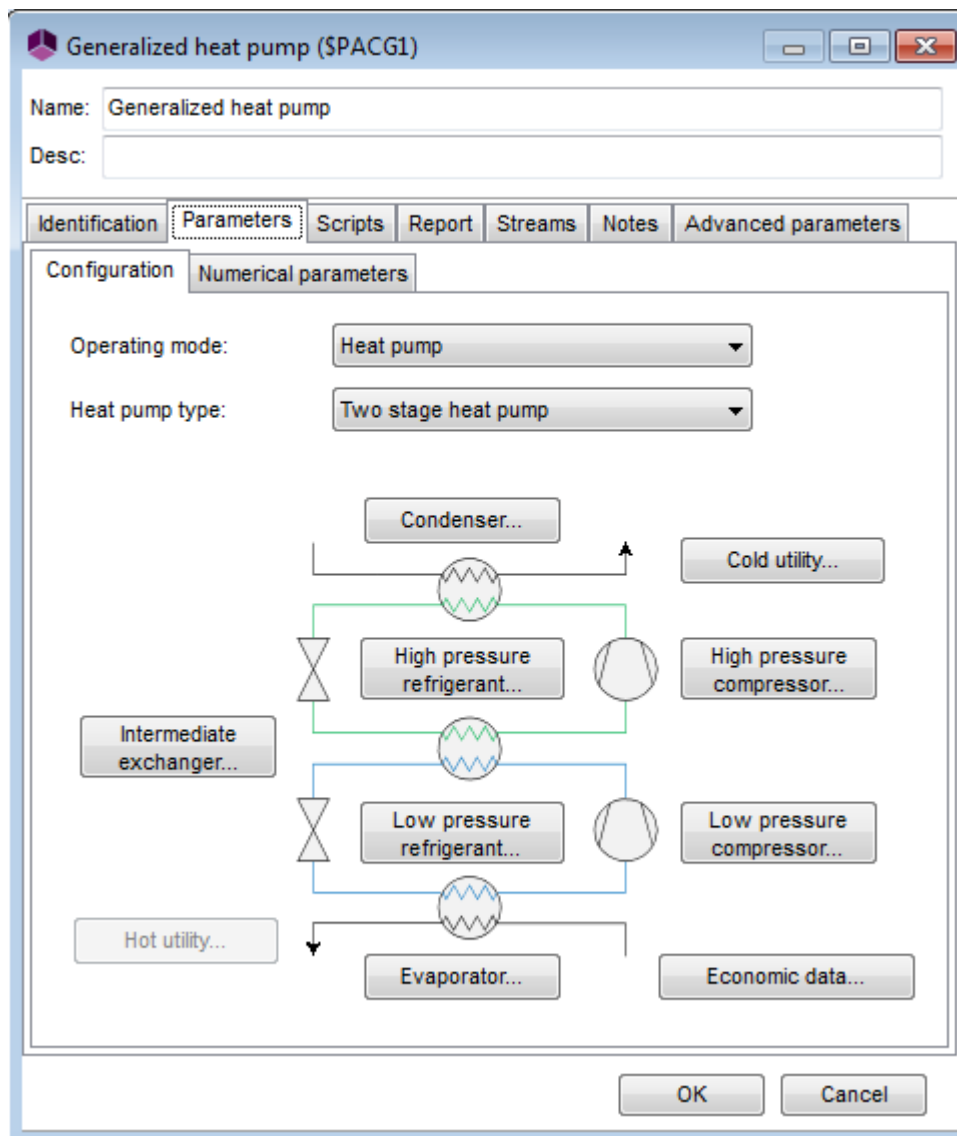 Generalized heat pump ($PACG1)
Name: Generalized heat pump
Desc:
Identification Parameters Scripts Report Streams Notes Advanced parameters
Configuration Numerical parameters
Operating mode: Heat pump
Heat pump type: Two stage heat pump
Condenser...
Cold utility...
High pressure
refrigerant...
High pressure
compressor...
Intermediate
exchanger...
Low pressure
refrigerant...
Low pressure
compressor...
Hot utility...
Evaporator...
Economic data...
OK Cancel